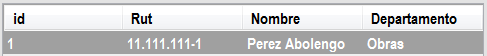 id Rut Nombre Departamento
1 11.111.111-1 Perez Abolengo Obras